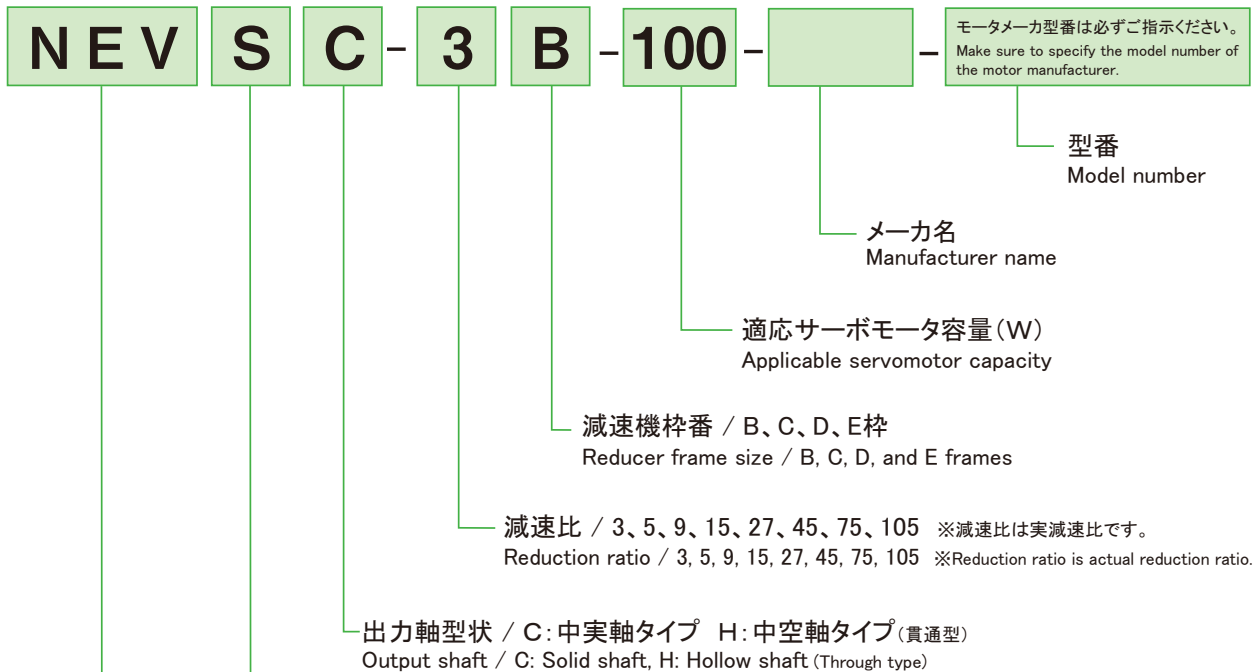 NEV S C - 3 B - 100 - -
モータメーカ型番は必ずご指示ください。
Make sure to specify the model number of
the motor manufacturer.
型番
Model number
メーカ名
Manufacturer name
適応サーボモータ容量(W)
Applicable servomotor capacity
減速機枠番 / B、C、D、E枠
Reducer frame size / B, C, D, and E frames
減速比 / 3、5、9、15、27、45、75、105 ※減速比は実減速比です。
Reduction ratio / 3, 5, 9, 15, 27, 45, 75, 105 ※Reduction ratio is actual reduction ratio.
出力軸型状 / C:中実軸タイプ H:中空軸タイプ(貫通型)
Output shaft / C: Solid shaft, H: Hollow shaft (Through type)